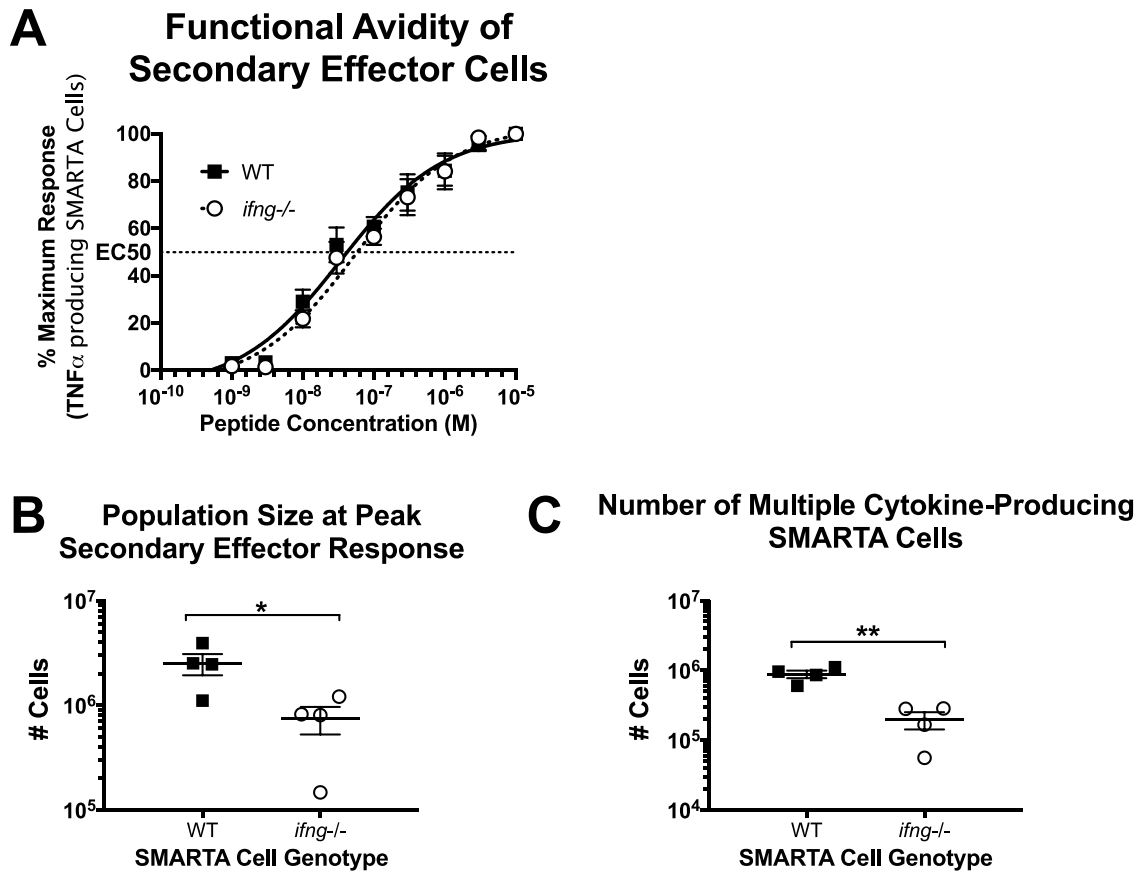 A
Functional Avidity of
Secondary Effector Cells
% Maximum Response
(TNFα producing SMARTA Cells)
100
80
60
EC50
40
20
0
WT
ifng-/-
10-10
10-9
10-8
10-7
10-6
10-5
Peptide Concentration (M)
B
Population Size at Peak
Secondary Effector Response
# Cells
107
106
105
*
WT
ifng-/-
SMARTA Cell Genotype
C
Number of Multiple Cytokine-Producing
SMARTA Cells
# Cells
107
106
105
104
**
WT
ifng-/-
SMARTA Cell Genotype